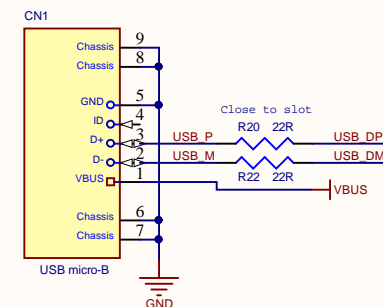 CN1
Chassis 9
Chassis 8
GND 5
ID 4
D+ 3
D- 2
VBUS 1
Chassis 6
Chassis 7
USB micro-B
Close to slot
USB_P R20 22R USB_DP
USB_M R22 22R USB_DM
VBUS
GND